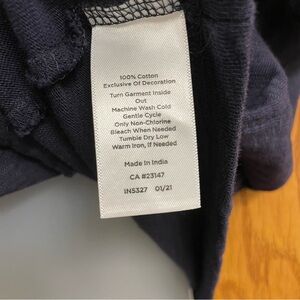 100% Cotton
Exclusive Of Decoration
Turn Garment Inside
Out
Machine Wash Cold
Gentle Cycle
Only Non-Chlorine
Bleach When Needed
Tumble Dry Low
Warm Iron, If Needed
Made In India
CA #23147
IN5327 01/21